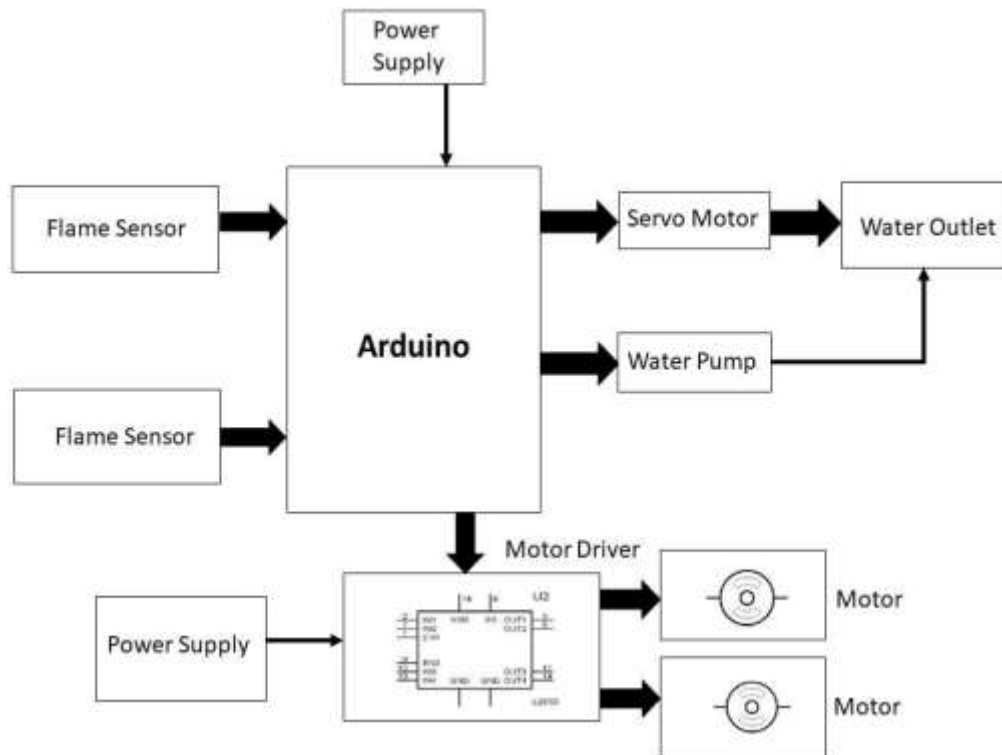 Power
Supply
Flame Sensor
Servo Motor
Water Outlet
Arduino
Water Pump
Flame Sensor
Motor Driver
Motor
Power Supply
Motor